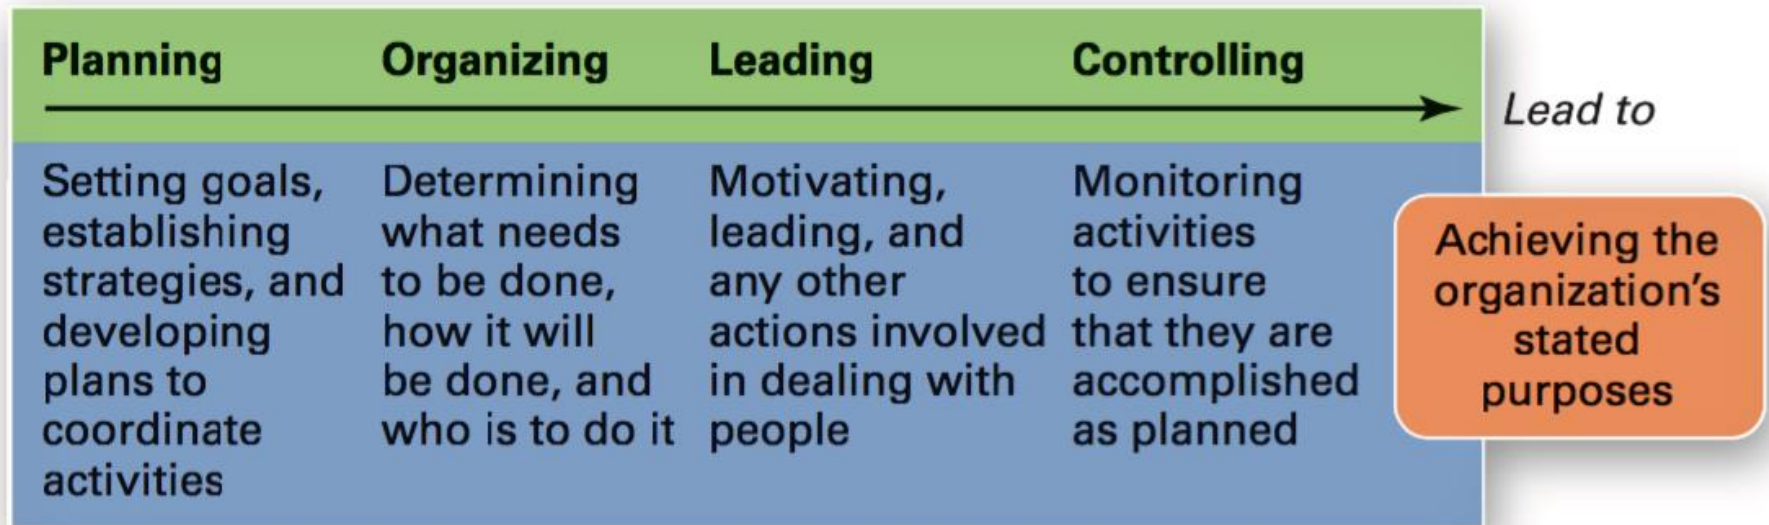 Planning
Organizing
Leading
Controlling
Lead to
Setting goals,
establishing
strategies, and
developing
plans to
coordinate
activities
Determining
what needs
to be done,
how it will
be done, and
who is to do it
Motivating,
leading, and
any other
actions involved
in dealing with
people
Monitoring
activities
to ensure
that they are
accomplished
as planned
Achieving the
organization's
stated
purposes